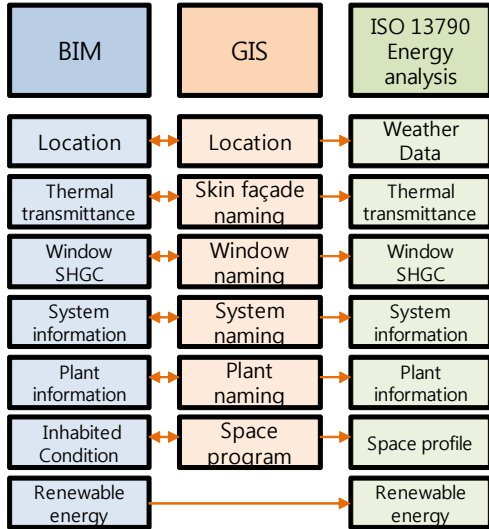 BIM
GIS
ISO 13790
Energy
analysis
Location
Location
Weather
Data
Thermal
transmittance
Skin façade
naming
Thermal
transmittance
Window
SHGC
Window
naming
Window
SHGC
System
information
System
naming
System
information
Plant
information
Plant
naming
Plant
information
Inhabited
Condition
Space
program
Space profile
Renewable
energy
Renewable
energy